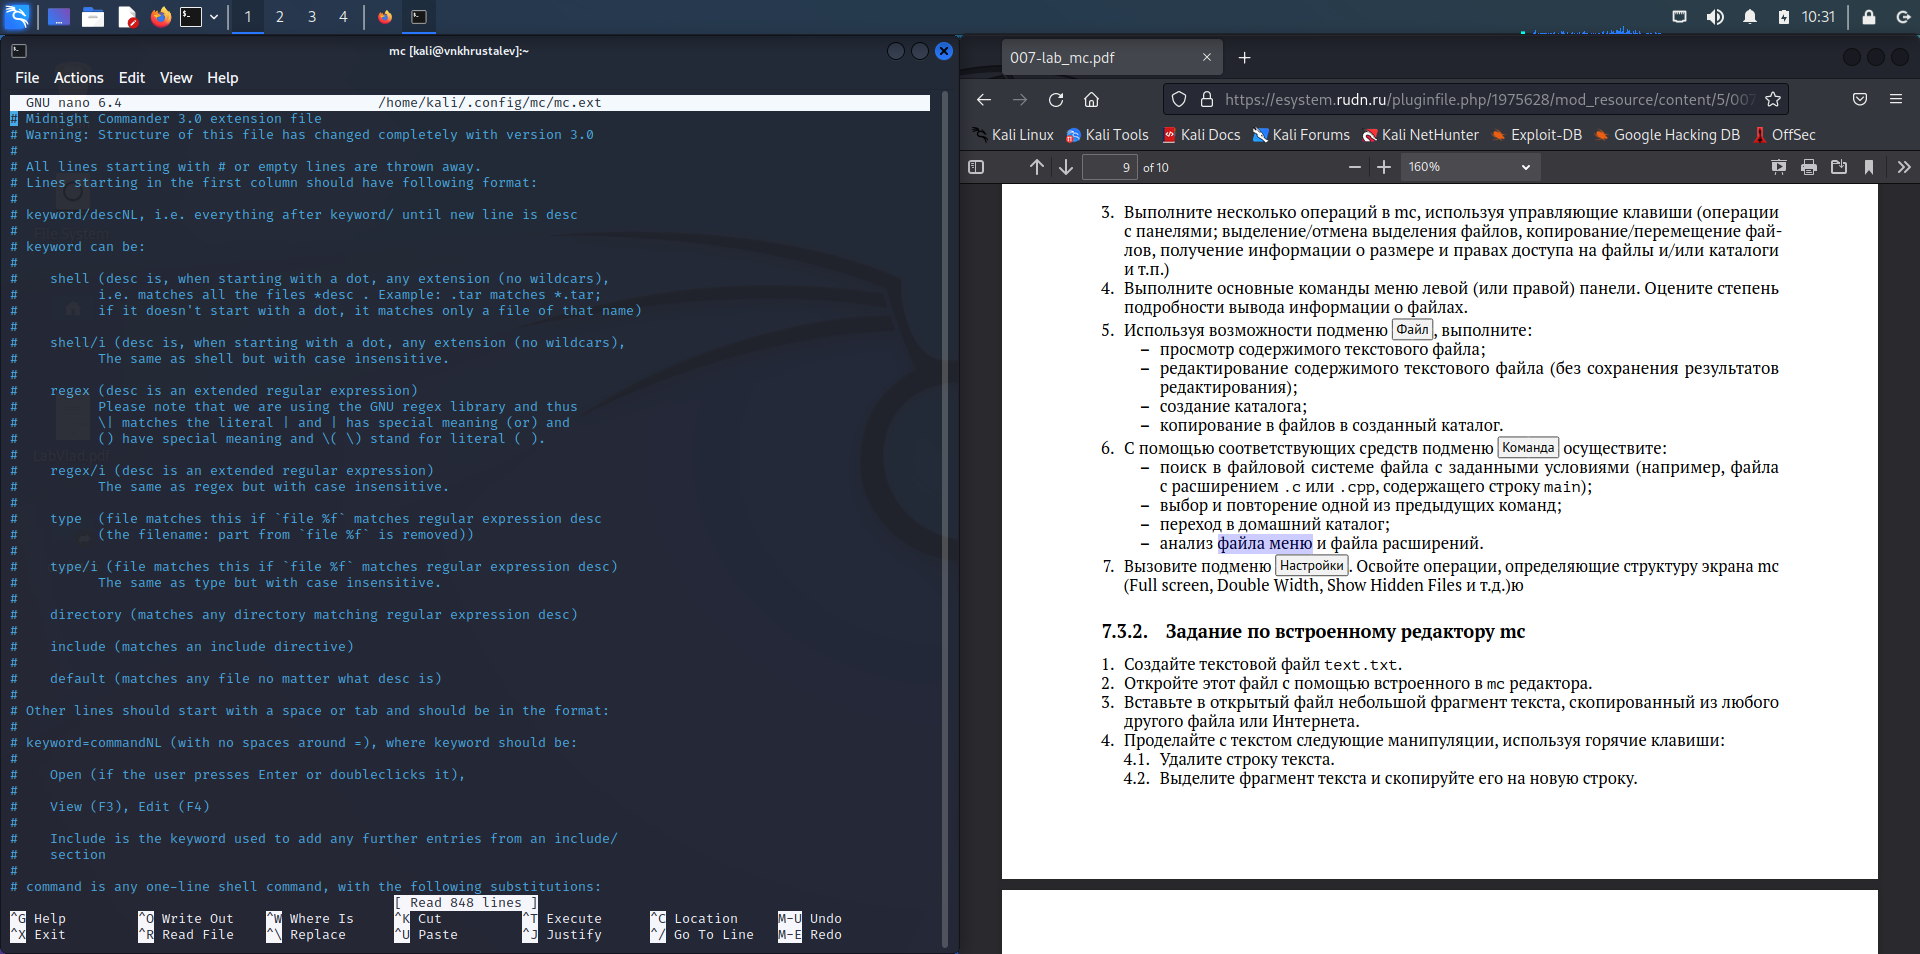 1 2 3 4
10:31
mc [kali@vnkhrustalev]:~
File Actions Edit View Help
GNU nano 6.4 /home/kali/.config/mc/mc.ext
# Midnight Commander 3.0 extension file
# Warning: Structure of this file has changed completely with version 3.0
#
# All lines starting with # or empty lines are thrown away.
# Lines starting in the first column should have following format:
#
# keyword/descNL, i.e. everything after keyword/ until new line is desc
#
# keyword can be:
#
# shell (desc is, when starting with a dot, any extension (no wildcars),
# i.e. matches all the files *desc . Example: .tar matches *.tar;
# if it doesn't start with a dot, it matches only a file of that name)
#
# shell/i (desc is, when starting with a dot, any extension (no wildcars),
# The same as shell but with case insensitive.
#
# regex (desc is an extended regular expression)
# Please note that we are using the GNU regex library and thus
# \| matches the literal | and | has special meaning (or) and
# () have special meaning and \( \) stand for literal ( ).
#
# regex/i (desc is an extended regular expression)
# The same as regex but with case insensitive.
#
# type (file matches this if `file %f` matches regular expression desc
# (the filename: part from `file %f` is removed))
#
# type/i (file matches this if `file %f` matches regular expression desc)
# The same as type but with case insensitive.
#
# directory (matches any directory matching regular expression desc)
#
# include (matches an include directive)
#
# default (matches any file no matter what desc is)
#
# Other lines should start with a space or tab and should be in the format:
#
# keyword=commandNL (with no spaces around =), where keyword should be:
#
# Open (if the user presses Enter or doubleclicks it),
#
# View (F3), Edit (F4)
#
# Include is the keyword used to add any further entries from an include/
# section
#
# command is any one-line shell command, with the following substitutions:
[ Read 848 lines ]
^G Help ^O Write Out ^W Where Is ^K Cut ^T Execute ^C Location M-U Undo
^X Exit ^R Read File ^\ Replace ^U Paste ^J Justify ^/ Go To Line M-E Redo
007-lab_mc.pdf
https://esystem.rudn.ru/pluginfile.php/1975628/mod_resource/content/5/007
Kali Linux Kali Tools Kali Docs Kali Forums Kali NetHunter Exploit-DB Google Hacking DB OffSec
9 of 10 160%
3. Выполните несколько операций в mc, используя управляющие клавиши (операции
с панелями; выделение/отмена выделения файлов, копирование/перемещение фай-
лов, получение информации о размере и правах доступа на файлы и/или каталоги
и т.п.)
4. Выполните основные команды меню левой (или правой) панели. Оцените степень
подробности вывода информации о файлах.
5. Используя возможности подменю Файл, выполните:
– просмотр содержимого текстового файла;
– редактирование содержимого текстового файла (без сохранения результатов
редактирования);
– создание каталога;
– копирование в файлов в созданный каталог.
6. С помощью соответствующих средств подменю Команда осуществите:
– поиск в файловой системе файла с заданными условиями (например, файла
с расширением .c или .cpp, содержащего строку main);
– выбор и повторение одной из предыдущих команд;
– переход в домашний каталог;
– анализ файла меню и файла расширений.
7. Вызовите подменю Настройки. Освойте операции, определяющие структуру экрана mc
(Full screen, Double Width, Show Hidden Files и т.д.)ю
7.3.2. Задание по встроенному редактору mc
1. Создайте текстовой файл text.txt.
2. Откройте этот файл с помощью встроенного в mc редактора.
3. Вставьте в открытый файл небольшой фрагмент текста, скопированный из любого
другого файла или Интернета.
4. Проделайте с текстом следующие манипуляции, используя горячие клавиши:
4.1. Удалите строку текста.
4.2. Выделите фрагмент текста и скопируйте его на новую строку.